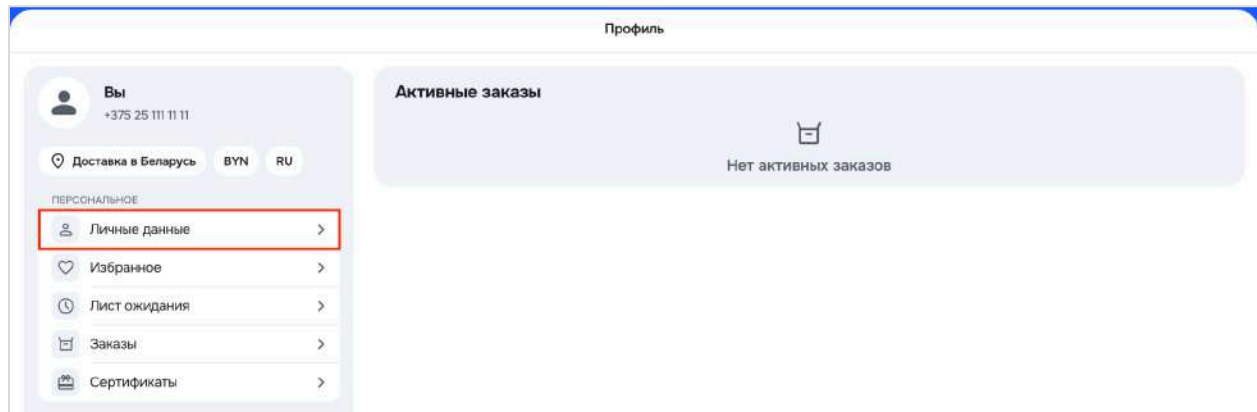 Профиль
Вы
+375 25 111 11 11
Доставка в Беларусь BYN RU
ПЕРСОНАЛЬНОЕ
Личные данные
Избранное
Лист ожидания
Заказы
Сертификаты
Активные заказы
Нет активных заказов